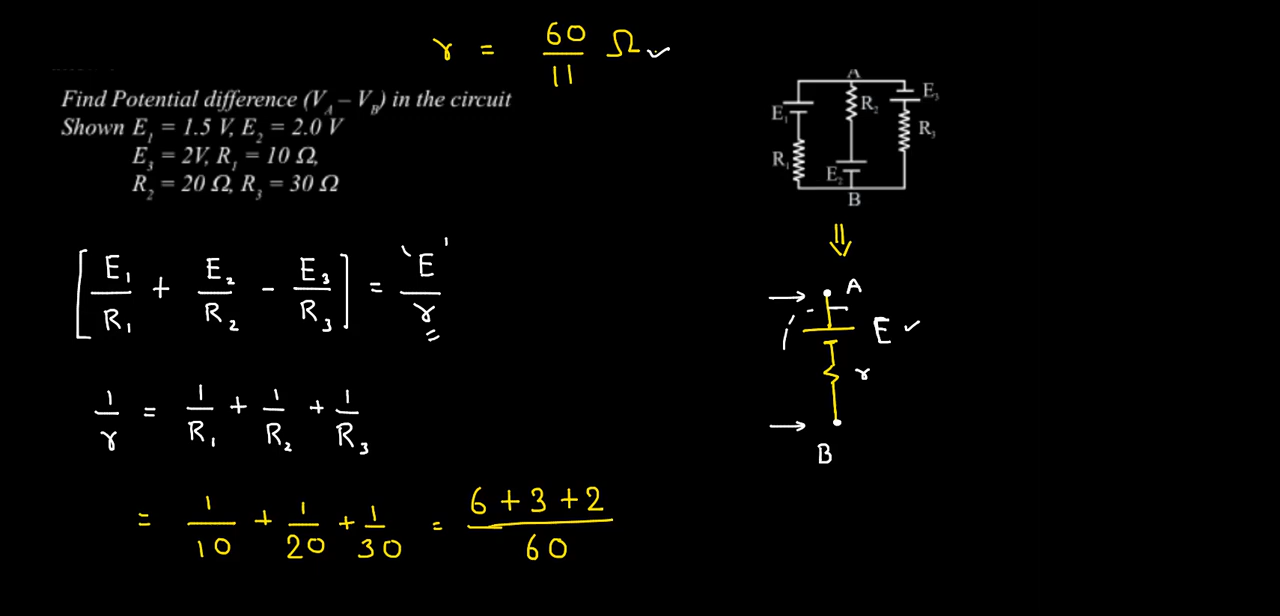 r = 60/11 Ω
Find Potential difference (V_A – V_B) in the circuit
Shown E_1 = 1.5 V, E_2 = 2.0 V
E_3 = 2V, R_1 = 10 Ω,
R_2 = 20 Ω, R_3 = 30 Ω
A
E_1
R_2
E_3
R_1
R_3
E_2
B
[E_1/R_1 + E_2/R_2 - E_3/R_3] = 'E'/r
1/r = 1/R_1 + 1/R_2 + 1/R_3
= 1/10 + 1/20 + 1/30 = 6+3+2/60
A
E
r
B